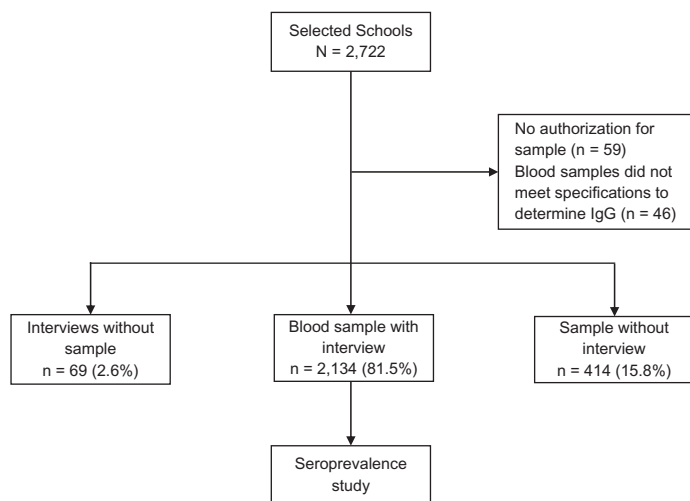 Selected Schools
N = 2,722
No authorization for
sample (n = 59)
Blood samples did not
meet specifications to
determine IgG (n = 46)
Interviews without
sample
n = 69 (2.6%)
Blood sample with
interview
n = 2,134 (81.5%)
Sample without
interview
n = 414 (15.8%)
Seroprevalence
study